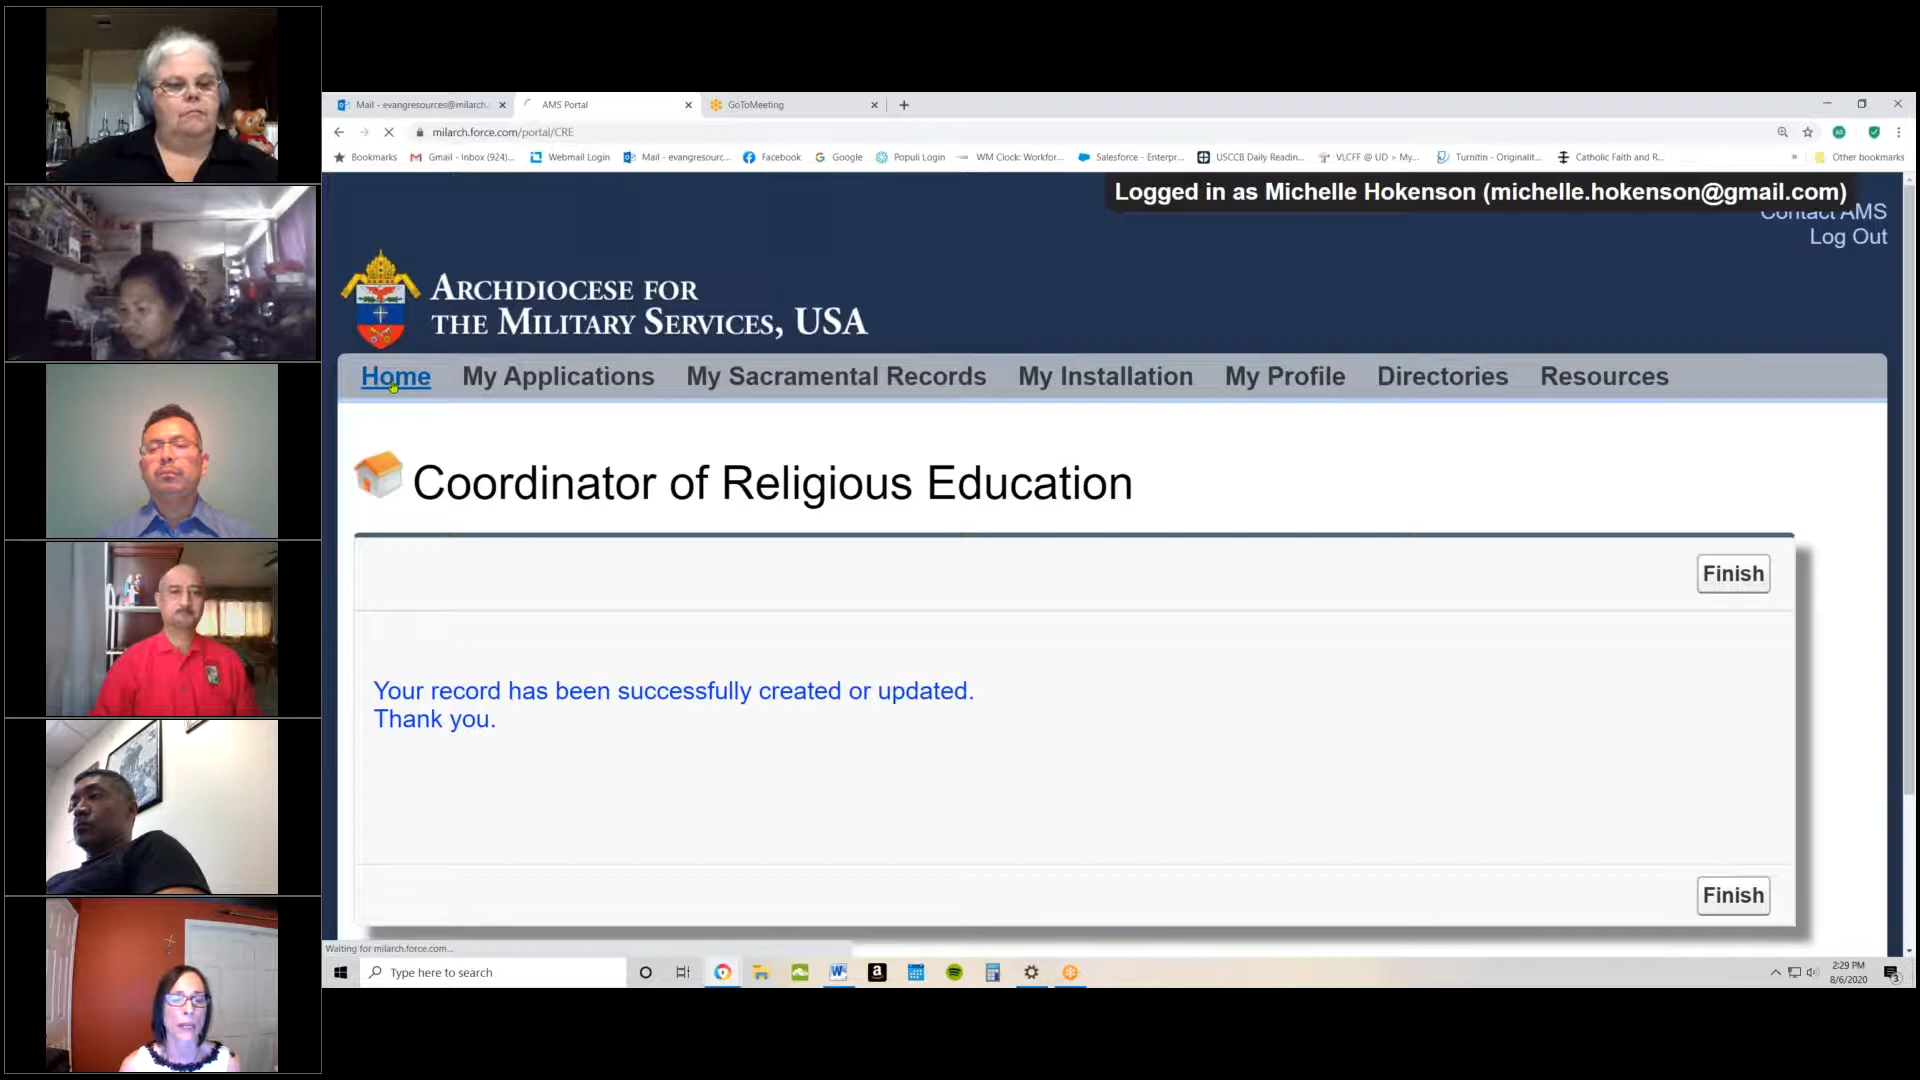 Mail - evangresources@milarch.
AMS Portal
GoToMeeting
milarch.force.com/portal/CRE
Bookmarks
Gmail - Inbox (924)...
Webmail Login
Mail - evangresourc...
Facebook
Google
Populi Login
WM Clock: Workfor...
Salesforce - Enterpr...
USCCB Daily Readin...
VLCFF @ UD > My...
Turnitin - Originalit...
Catholic Faith and R...
»
Other bookmarks
Logged in as Michelle Hokenson (michelle.hokenson@gmail.com)
Contact AMS
Log Out
ARCHDIOCESE FOR
THE MILITARY SERVICES, USA
Home My Applications My Sacramental Records My Installation My Profile Directories Resources
Coordinator of Religious Education
Finish
Your record has been successfully created or updated.
Thank you.
Finish
Waiting for milarch.force.com...
Type here to search
2:29 PM
8/6/2020